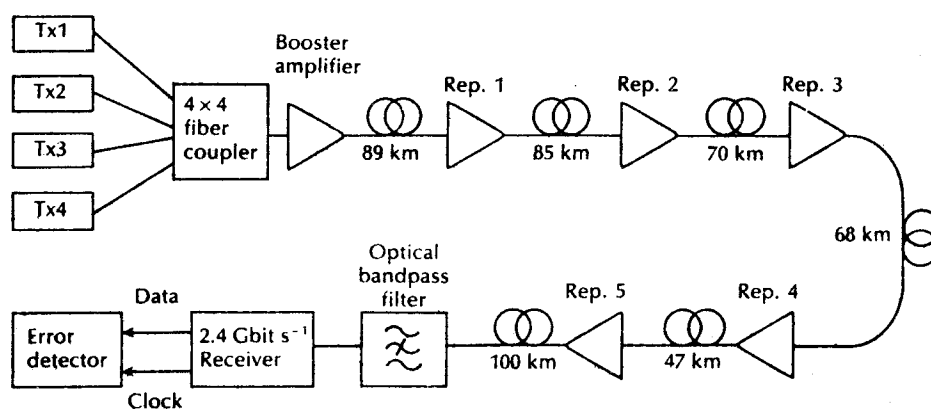 Tx1
Tx2
Tx3
Tx4
4 × 4
fiber
coupler
Booster
amplifier
89 km
Rep. 1
85 km
Rep. 2
70 km
Rep. 3
68 km
Rep. 4
47 km
Rep. 5
100 km
Optical
bandpass
filter
2.4 Gbit s⁻¹
Receiver
Data
Clock
Error
detector